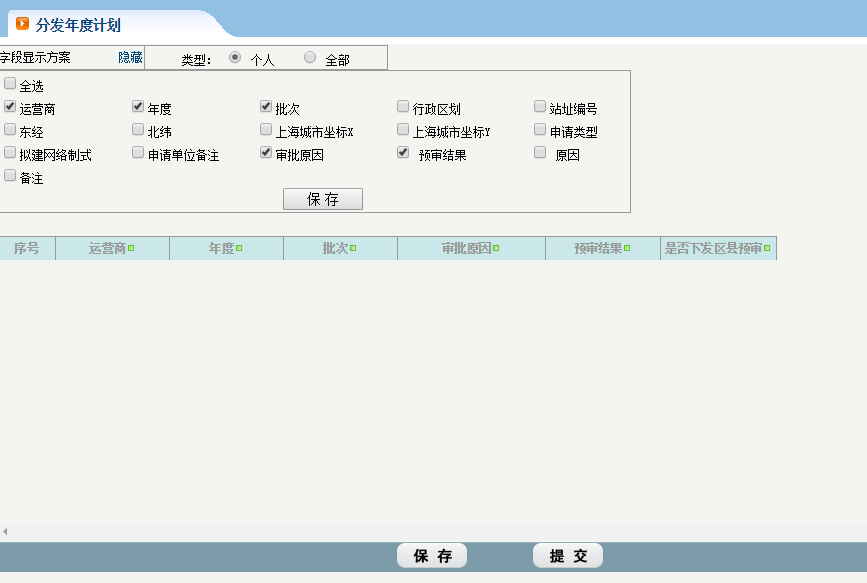 分发年度计划
字段显示方案 隐藏 类型: 个人 全部
全选
运营商 年度 批次 行政区划 站址编号
东经 北纬 上海城市坐标X 上海城市坐标Y 申请类型
拟建网络制式 申请单位备注 审批原因 预审结果 原因
备注
保 存
序号 运营商 年度 批次 审批原因 预审结果 是否下发区县预审
保 存 提 交